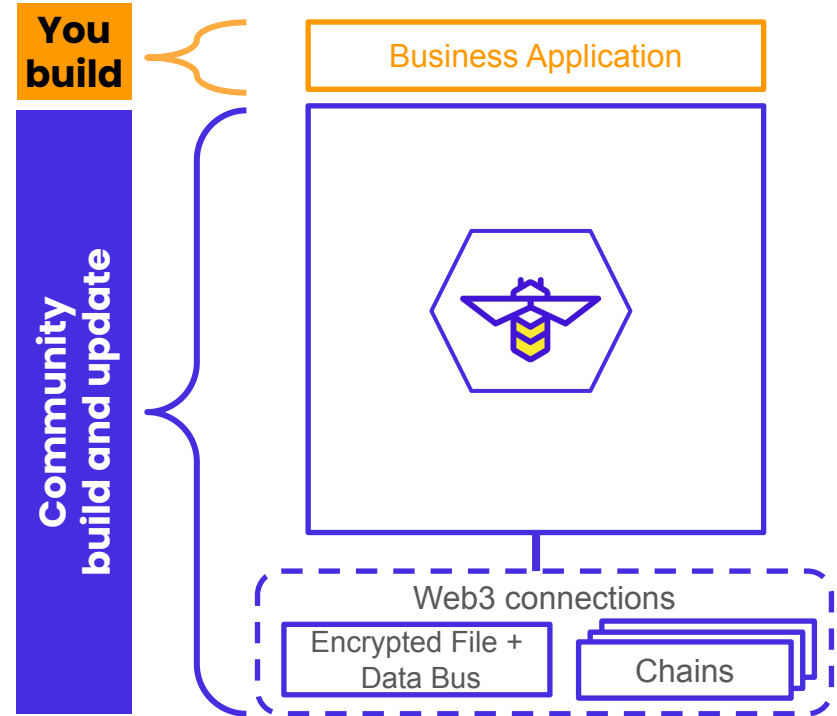 You
build
Business Application
Community
build and update
Web3 connections
Encrypted File +
Data Bus
Chains